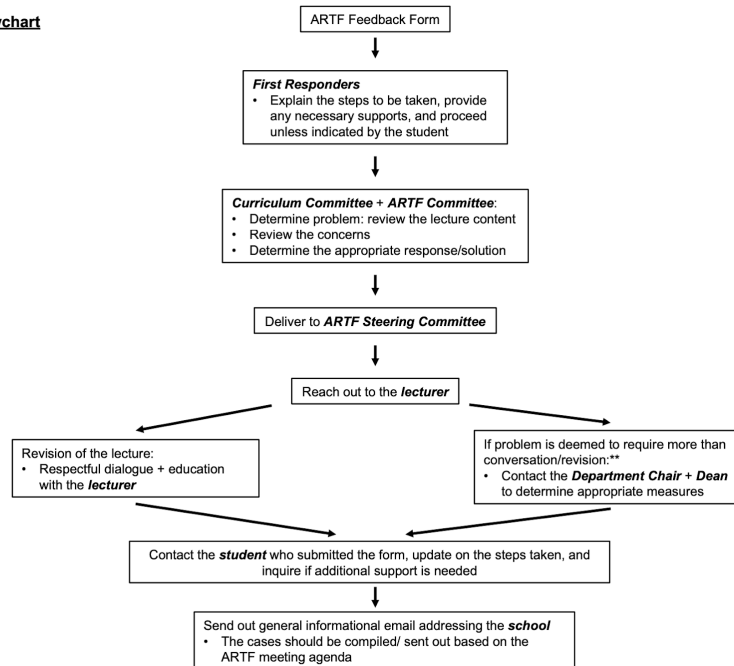 ARTF Feedback Form
First Responders
• Explain the steps to be taken, provide
any necessary supports, and proceed
unless indicated by the student
Curriculum Committee + ARTF Committee:
• Determine problem: review the lecture content
• Review the concerns
• Determine the appropriate response/solution
Deliver to ARTF Steering Committee
Reach out to the lecturer
Revision of the lecture:
• Respectful dialogue + education
with the lecturer
If problem is deemed to require more than
conversation/revision:**
• Contact the Department Chair + Dean
to determine appropriate measures
Contact the student who submitted the form, update on the steps taken, and
inquire if additional support is needed
Send out general informational email addressing the school
• The cases should be compiled/ sent out based on the
ARTF meeting agenda